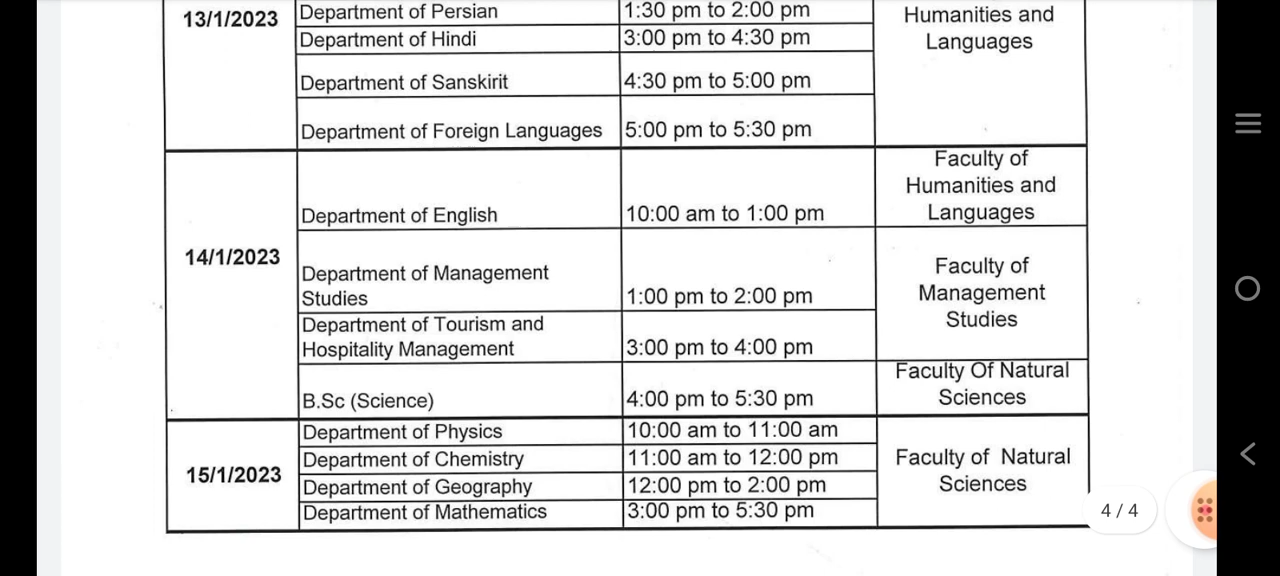 13/1/2023
Department of Persian
1:30 pm to 2:00 pm
Humanities and
Languages
Department of Hindi
3:00 pm to 4:30 pm
Department of Sanskirit
4:30 pm to 5:00 pm
Department of Foreign Languages
5:00 pm to 5:30 pm
14/1/2023
Department of English
10:00 am to 1:00 pm
Faculty of
Humanities and
Languages
Department of Management
Studies
1:00 pm to 2:00 pm
Faculty of
Management
Studies
Department of Tourism and
Hospitality Management
3:00 pm to 4:00 pm
B.Sc (Science)
4:00 pm to 5:30 pm
Faculty Of Natural
Sciences
15/1/2023
Department of Physics
10:00 am to 11:00 am
Faculty of Natural
Sciences
Department of Chemistry
11:00 am to 12:00 pm
Department of Geography
12:00 pm to 2:00 pm
Department of Mathematics
3:00 pm to 5:30 pm
4 / 4